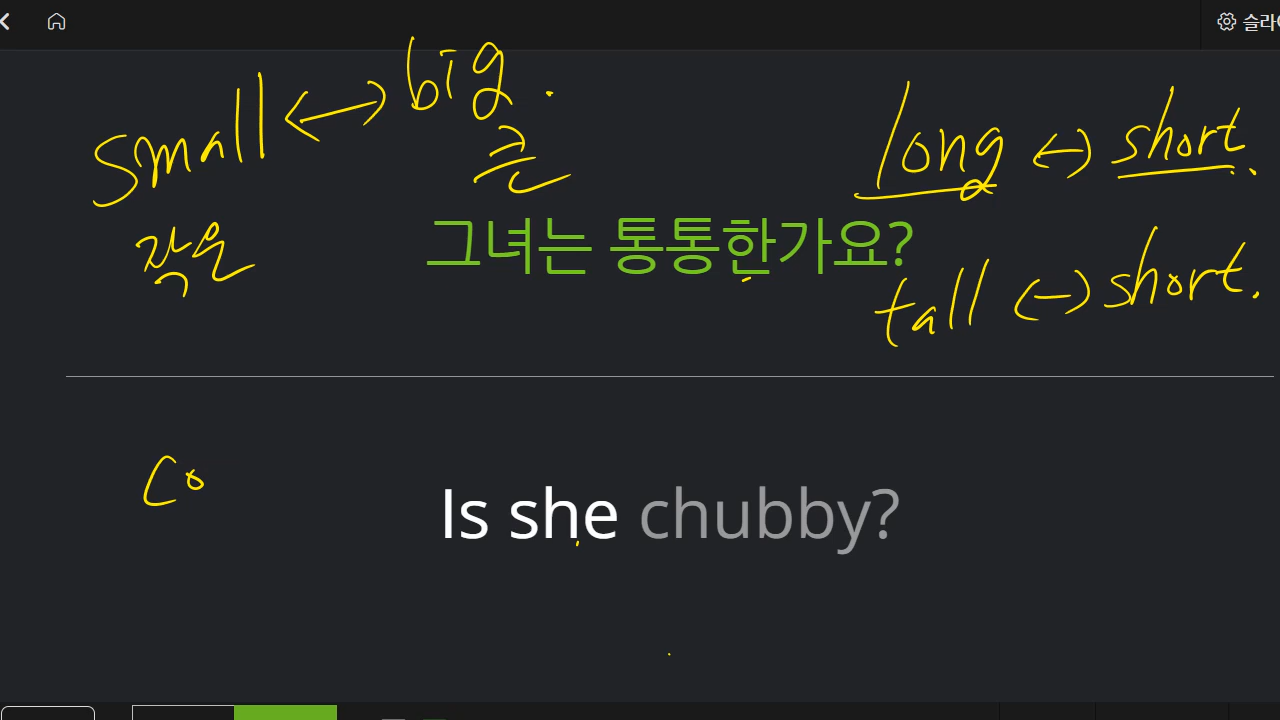 슬라
small ↔ big.
큰
작은
long ↔ short.
그녀는 통통한가요?
tall ↔ short.
co
Is she chubby?